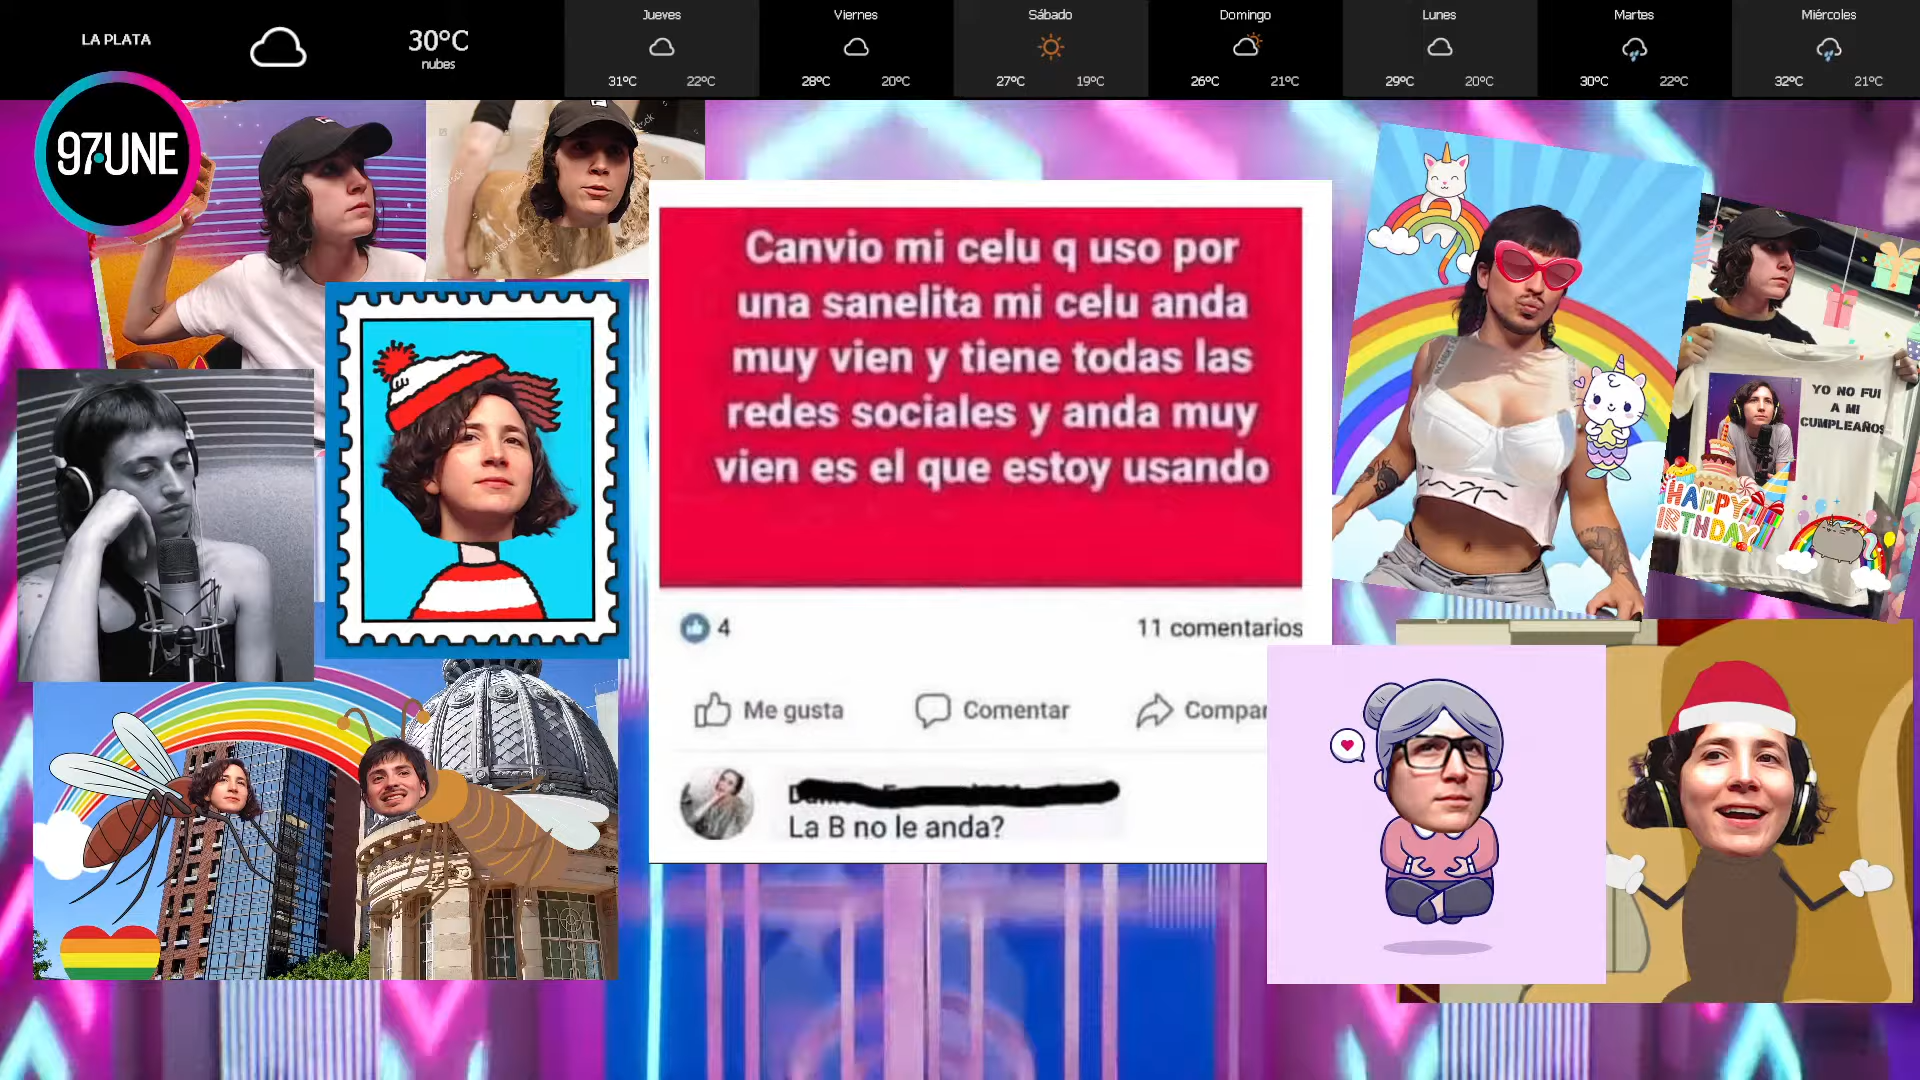 LA PLATA
30°C
nubes
Jueves
31°C 22°C
Viernes
28°C 20°C
Sábado
27°C 19°C
Domingo
26°C 21°C
Lunes
29°C 20°C
Martes
30°C 22°C
Miércoles
32°C 21°C
97UNE
Canvio mi celu q uso por
una sanelita mi celu anda
muy vien y tiene todas las
redes sociales y anda muy
vien es el que estoy usando
4
11 comentarios
Me gusta
Comentar
Compar
La B no le anda?
YO NO FUI
A MI
CUMPLEAÑOS
HAPPY
BIRTHDAY